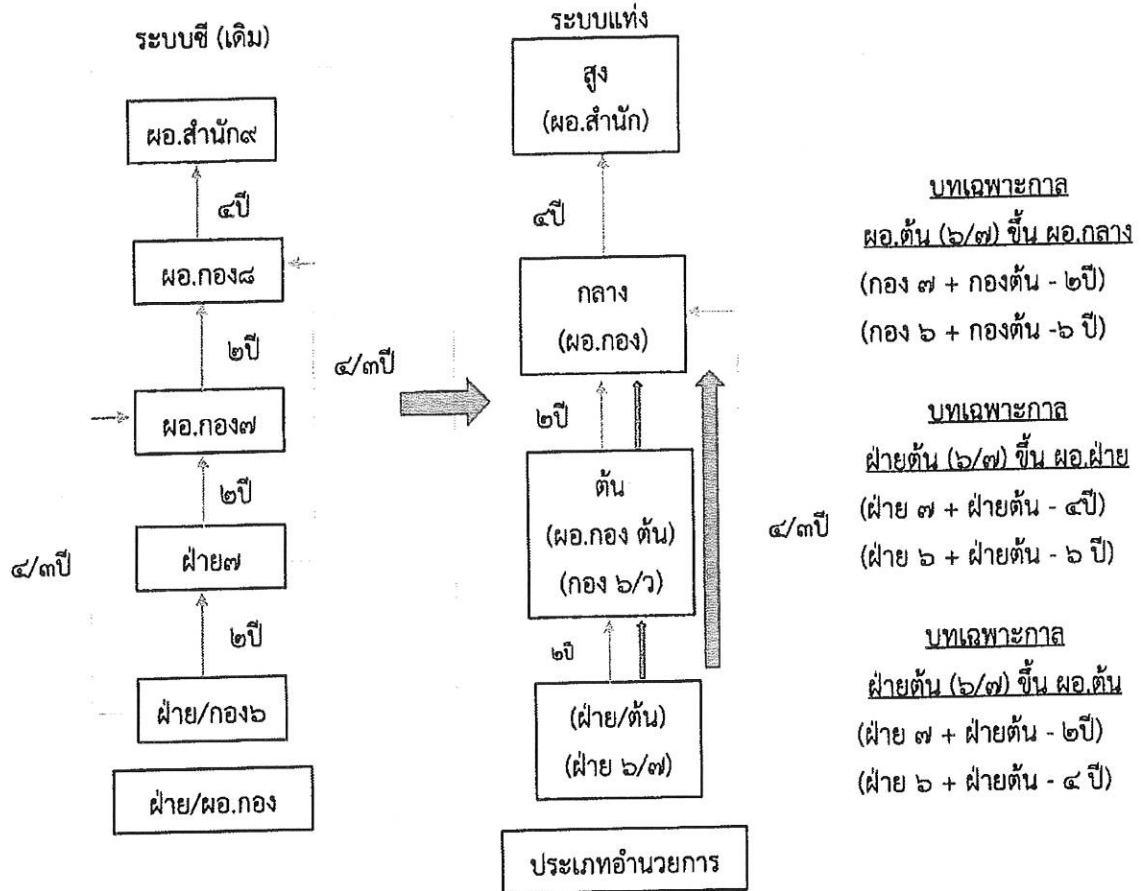 ระบบซี (เดิม)
ผอ.สำนัก๙
๔ปี
ผอ.กอง๘
๒ปี
๔/๓ปี
ผอ.กอง๗
๒ปี
๔/๓ปี
ฝ่าย๗
๒ปี
ฝ่าย/กอง๖
ฝ่าย/ผอ.กอง
ระบบแท่ง
สูง
(ผอ.สำนัก)
๔ปี
กลาง
(ผอ.กอง)
๒ปี
ต้น
(ผอ.กอง ต้น)
(กอง ๖/ว)
๔/๓ปี
๒ปี
(ฝ่าย/ต้น)
(ฝ่าย ๖/๗)
ประเภทอำนวยการ
บทเฉพาะกาล
ผอ.ต้น (๖/๗) ขึ้น ผอ.กลาง
(กอง ๗ + กองต้น - ๒ปี)
(กอง ๖ + กองต้น -๖ ปี)
บทเฉพาะกาล
ฝ่ายต้น (๖/๗) ขึ้น ผอ.ฝ่าย
(ฝ่าย ๗ + ฝ่ายต้น - ๔ปี)
(ฝ่าย ๖ + ฝ่ายต้น - ๖ ปี)
บทเฉพาะกาล
ฝ่ายต้น (๖/๗) ขึ้น ผอ.ต้น
(ฝ่าย ๗ + ฝ่ายต้น - ๒ปี)
(ฝ่าย ๖ + ฝ่ายต้น - ๔ ปี)